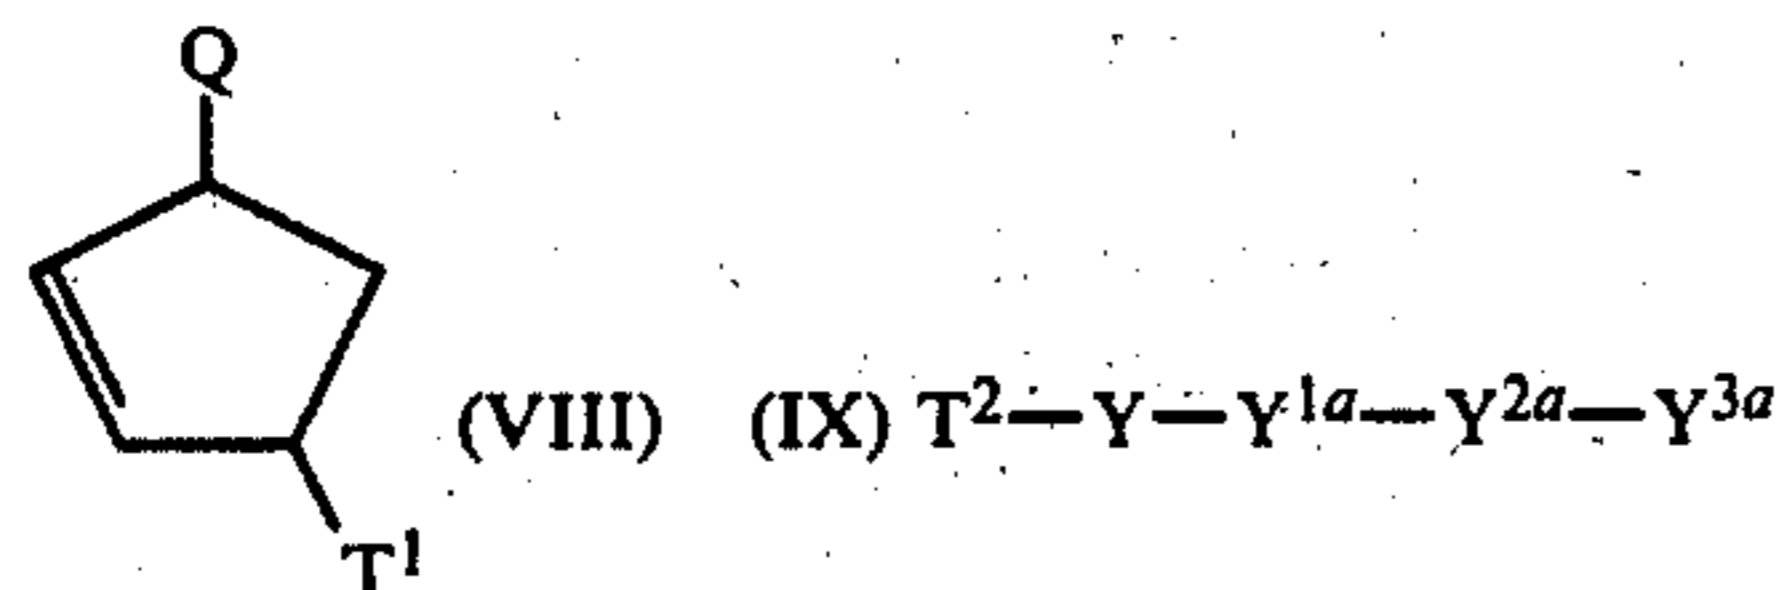 Q
(VIII) (IX) T²—Y—Y¹ᵃ—Y²ᵃ—Y³ᵃ
T¹